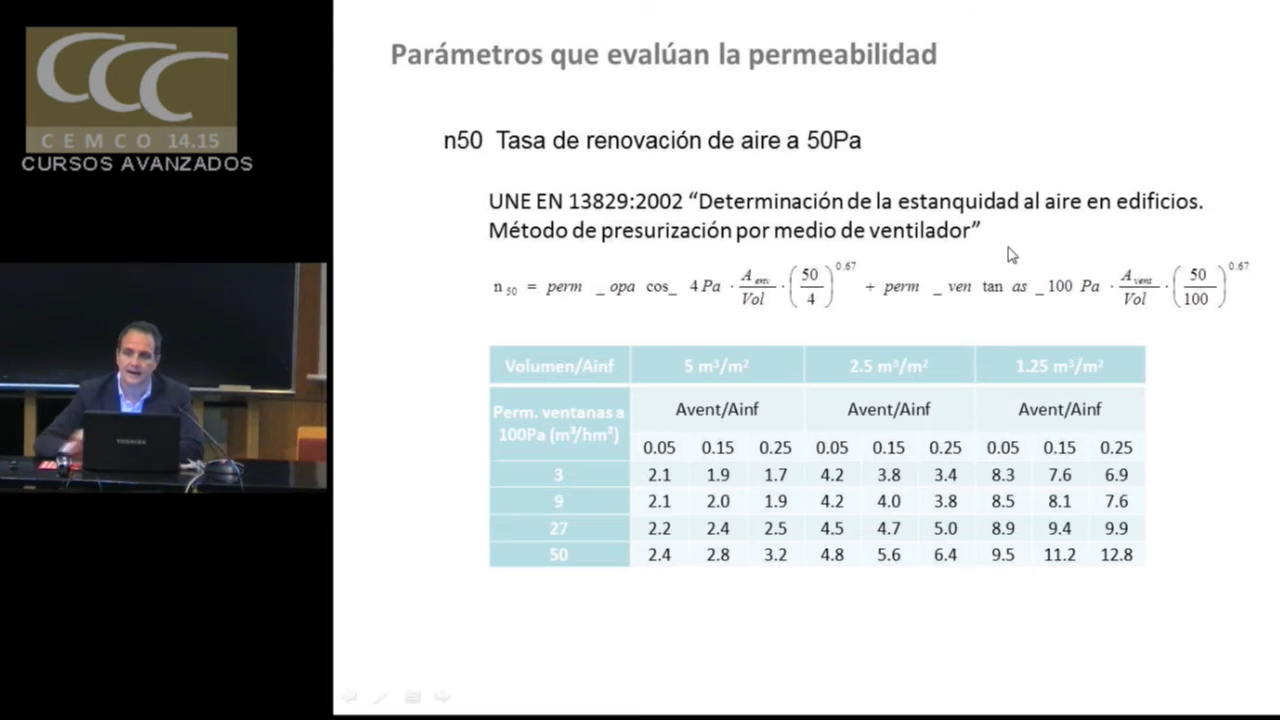 CCC
CEMCO 14.15
CURSOS AVANZADOS
Parámetros que evalúan la permeabilidad
n50 Tasa de renovación de aire a 50Pa
UNE EN 13829:2002 “Determinación de la estanquidad al aire en edificios.
Método de presurización por medio de ventilador”
n 50 = perm _ opa cos_ 4 Pa · A env / Vol · (50 / 4) 0.67 + perm _ ven tan as _100 Pa · A vent / Vol · (50 / 100) 0.67
Volumen/Ainf 5 m³/m² 2.5 m³/m² 1.25 m³/m²
Perm. ventanas a
100Pa (m³/hm²)
Avent/Ainf Avent/Ainf Avent/Ainf
0.05 0.15 0.25 0.05 0.15 0.25 0.05 0.15 0.25
3 2.1 1.9 1.7 4.2 3.8 3.4 8.3 7.6 6.9
9 2.1 2.0 1.9 4.2 4.0 3.8 8.5 8.1 7.6
27 2.2 2.4 2.5 4.5 4.7 5.0 8.9 9.4 9.9
50 2.4 2.8 3.2 4.8 5.6 6.4 9.5 11.2 12.8
TOSHIBA